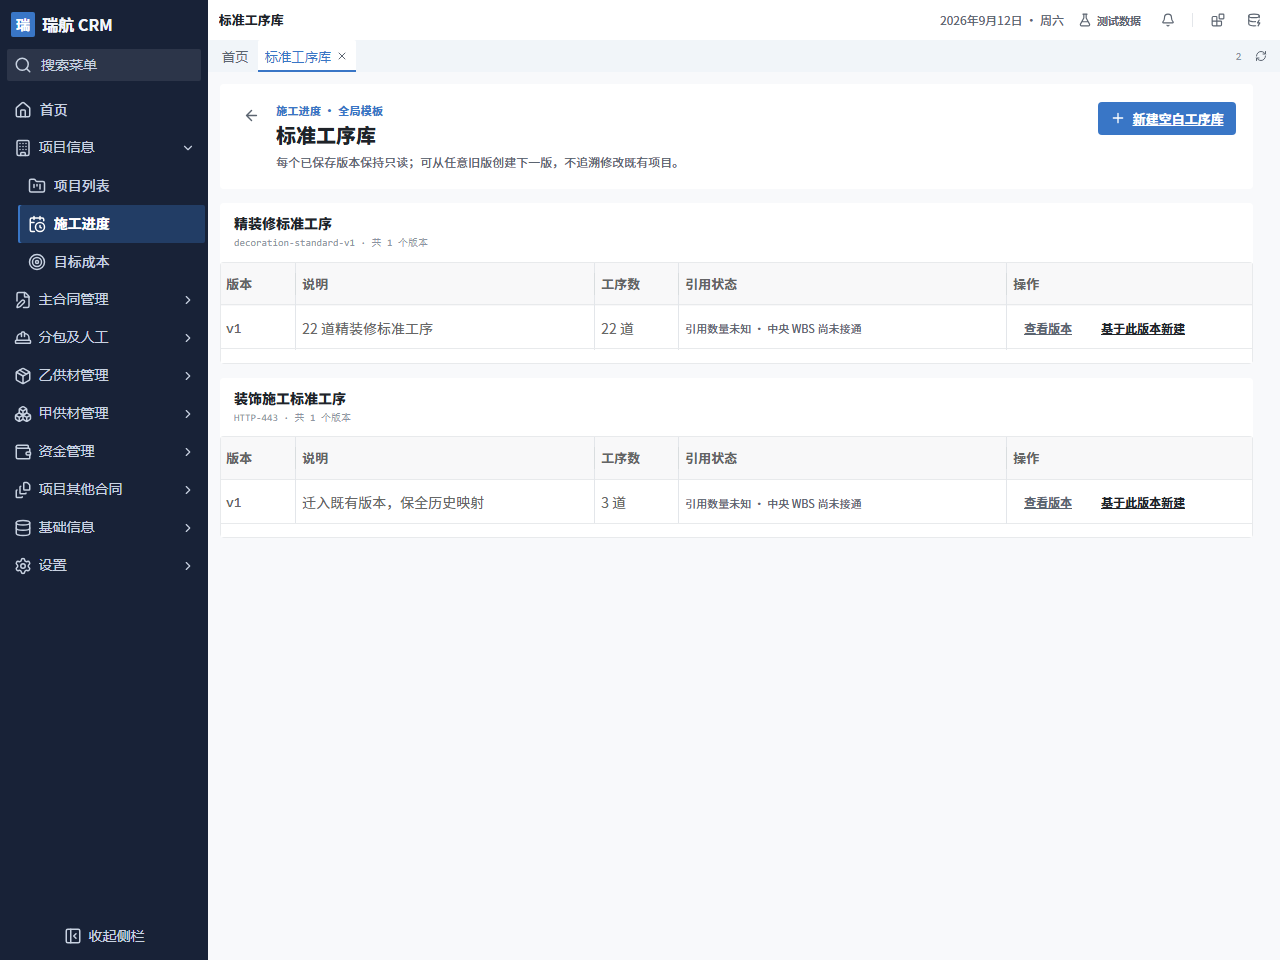 瑞 瑞航 CRM
搜索菜单
首页
项目信息
项目列表
施工进度
目标成本
主合同管理
分包及人工
乙供材管理
甲供材管理
资金管理
项目其他合同
基础信息
设置
收起侧栏
标准工序库
2026年9月12日 · 周六 测试数据
首页 标准工序库 2
施工进度 · 全局模板
标准工序库
每个已保存版本保持只读；可从任意旧版创建下一版，不追溯修改既有项目。
新建空白工序库
精装修标准工序
decoration-standard-v1 · 共 1 个版本
版本 说明 工序数 引用状态 操作
v1 22 道精装修标准工序 22 道 引用数量未知 · 中央 WBS 尚未接通 查看版本 基于此版本新建
装饰施工标准工序
HTTP-443 · 共 1 个版本
版本 说明 工序数 引用状态 操作
v1 迁入既有版本，保全历史映射 3 道 引用数量未知 · 中央 WBS 尚未接通 查看版本 基于此版本新建